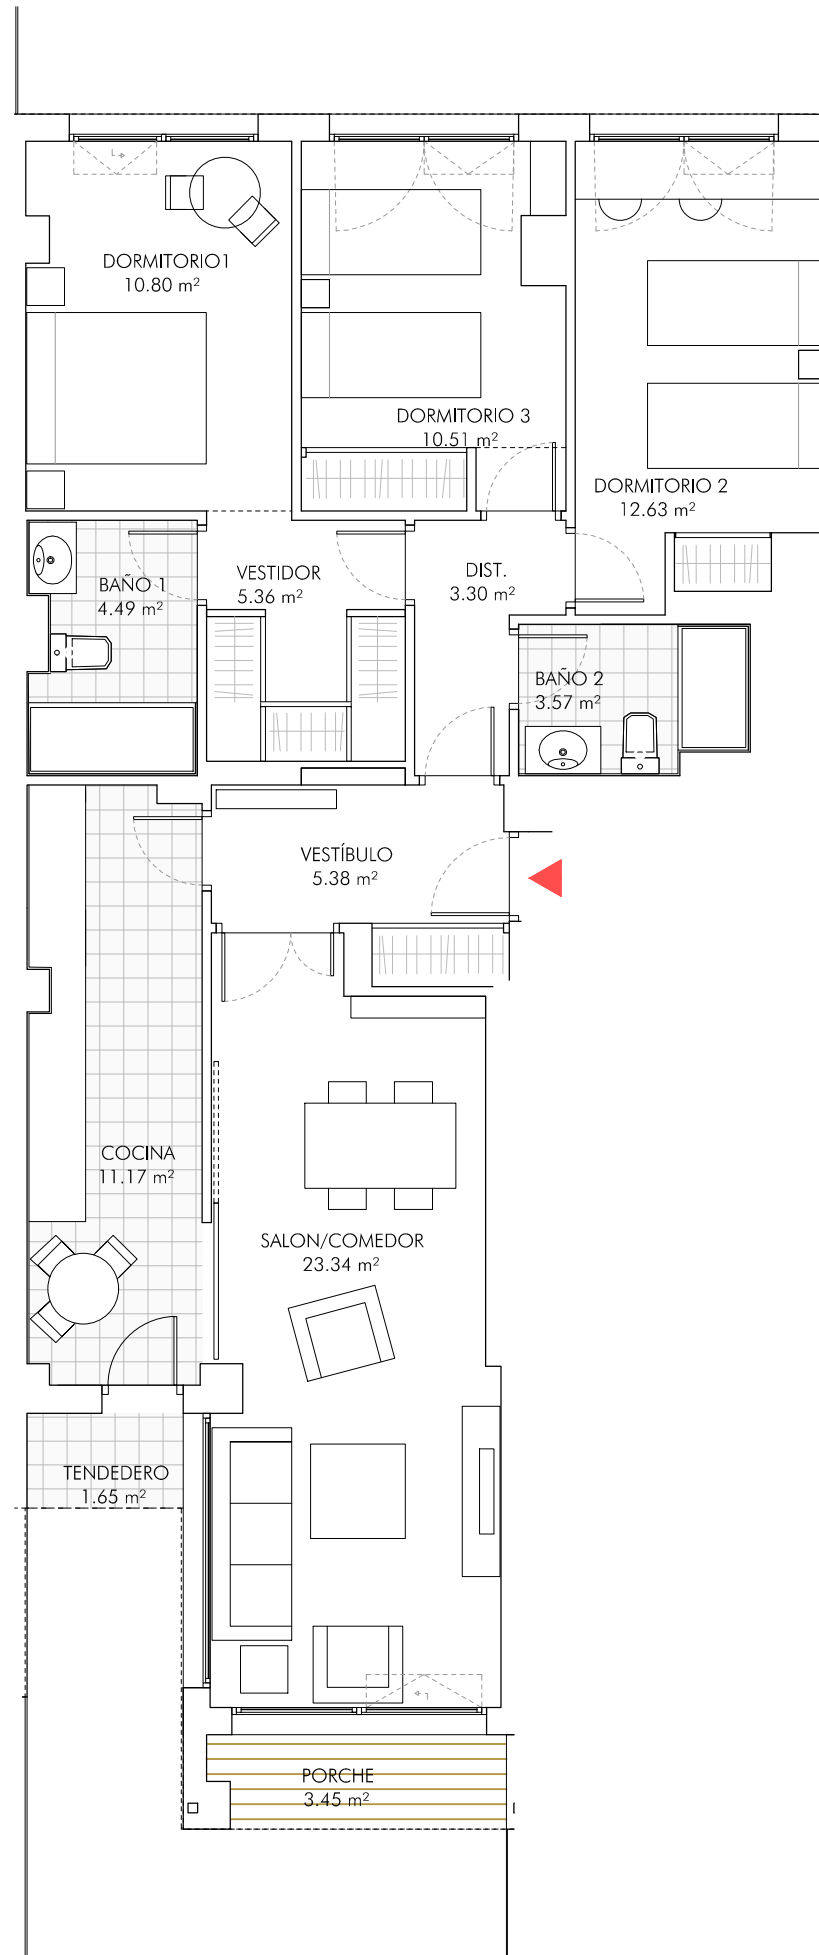 DORMITORIO1
10.80 m²
DORMITORIO 3
10.51 m²
DORMITORIO 2
12.63 m²
BAÑO 1
4.49 m²
VESTIDOR
5.36 m²
DIST.
3.30 m²
BAÑO 2
3.57 m²
VESTÍBULO
5.38 m²
COCINA
11.17 m²
SALON/COMEDOR
23.34 m²
TENDEDERO
1.65 m²
PORCHE
3.45 m²